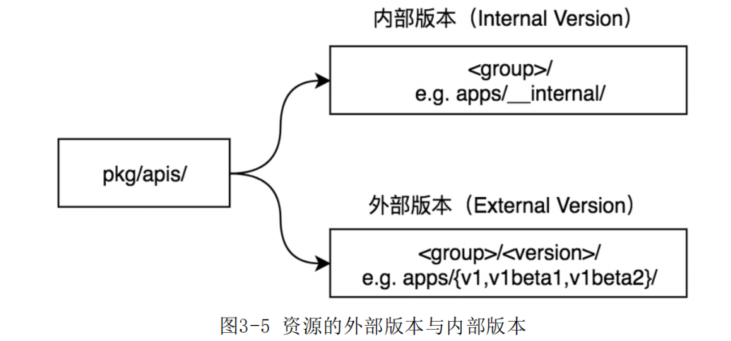 内部版本（Internal Version）
<group>/
e.g. apps/__internal/
pkg/apis/
外部版本（External Version）
<group>/<version>/
e.g. apps/{v1,v1beta1,v1beta2}/
图3-5 资源的外部版本与内部版本